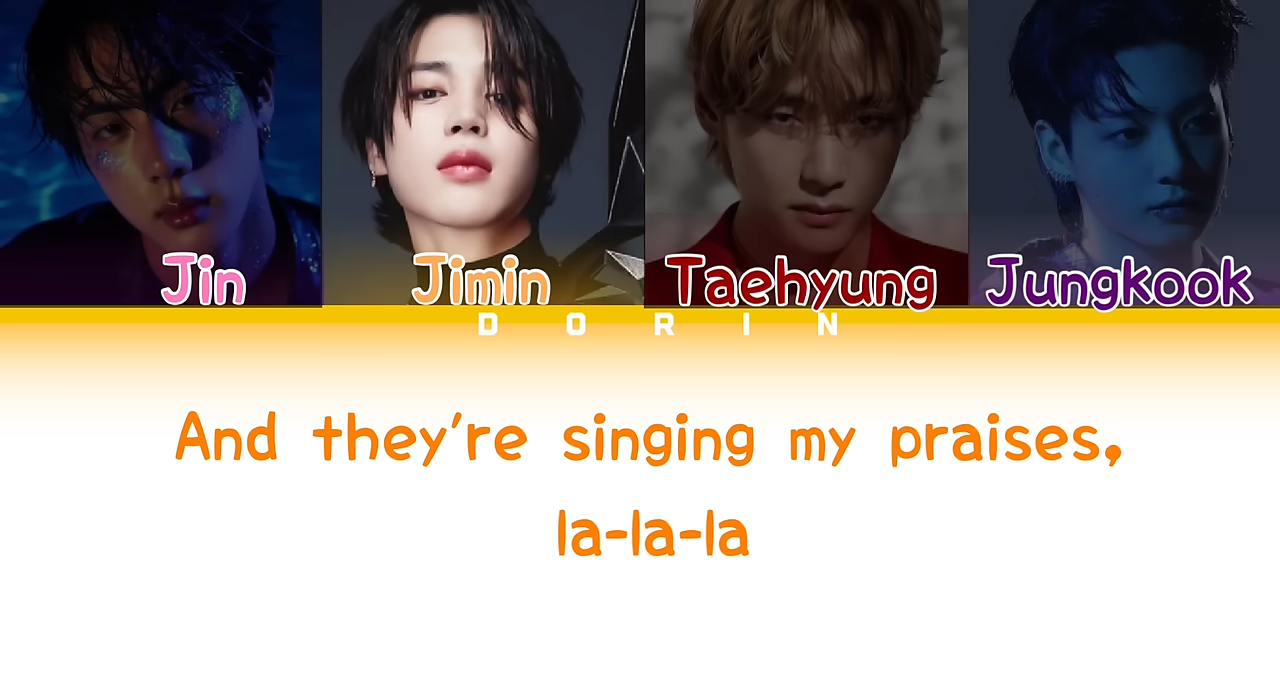 Jin Jimin Taehyung Jungkook
DORIN
And they're singing my praises,
la-la-la